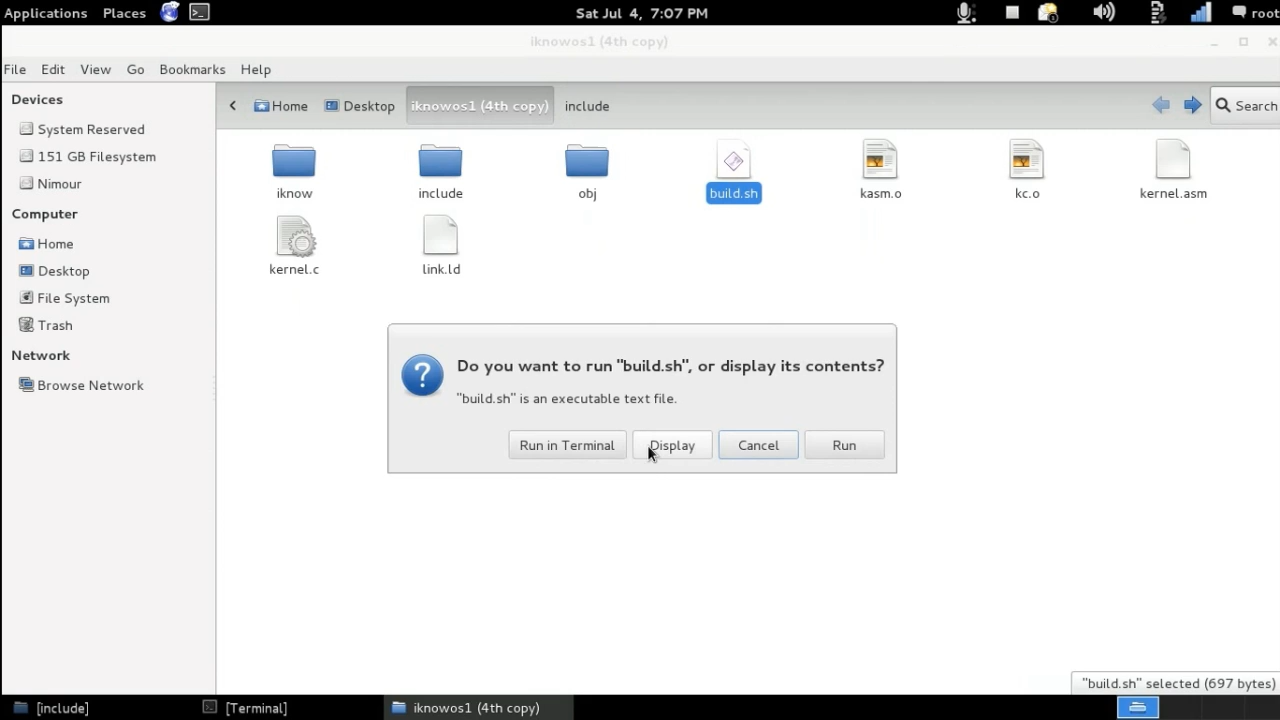 Applications Places Sat Jul 4, 7:07 PM root
iknowos1 (4th copy)
File Edit View Go Bookmarks Help
Devices
System Reserved
151 GB Filesystem
Nimour
Computer
Home
Desktop
File System
Trash
Network
Browse Network
Home Desktop iknowos1 (4th copy) include Search
iknow include obj build.sh kasm.o kc.o kernel.asm
kernel.c link.ld
Do you want to run "build.sh", or display its contents?
"build.sh" is an executable text file.
Run in Terminal Display Cancel Run
"build.sh" selected (697 bytes)
[include] [Terminal] iknowos1 (4th copy)